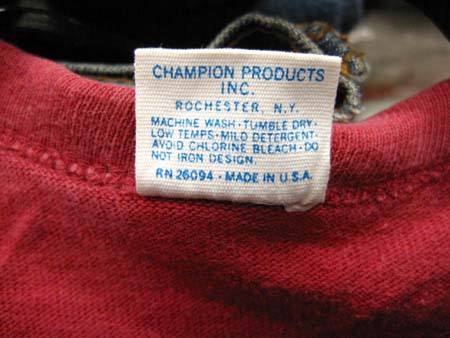 CHAMPION PRODUCTS
INC.
ROCHESTER, N.Y.
MACHINE WASH · TUMBLE DRY ·
LOW TEMPS · MILD DETERGENT ·
AVOID CHLORINE BLEACH · DO
NOT IRON DESIGN
RN 26094 · MADE IN U.S.A.